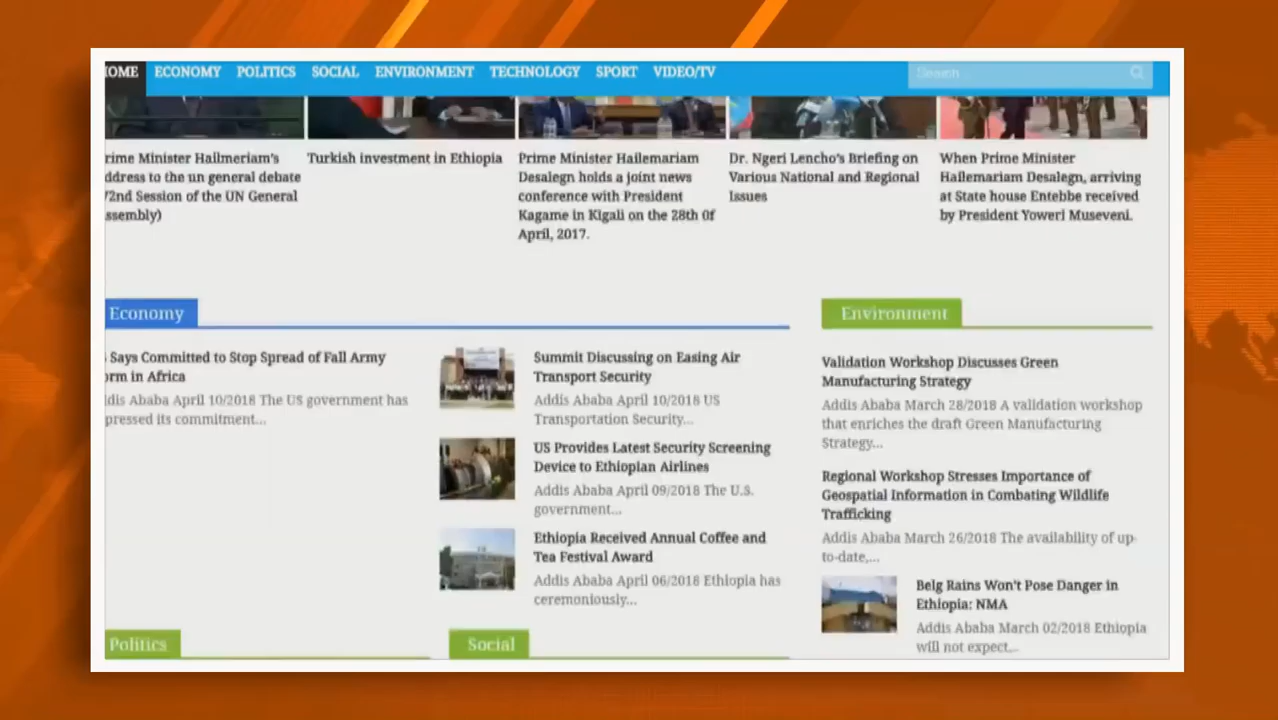 OME ECONOMY POLITICS SOCIAL ENVIRONMENT TECHNOLOGY SPORT VIDEO/TV Search...
rime Minister Hailmeriam's
ddress to the un general debate
72nd Session of the UN General
ssembly)
Turkish investment in Ethiopia
Prime Minister Hailemariam
Desalegn holds a joint news
conference with President
Kagame in Kigali on the 28th 0f
April, 2017.
Dr. Ngeri Lencho's Briefing on
Various National and Regional
Issues
When Prime Minister
Hailemariam Desalegn, arriving
at State house Entebbe received
by President Yoweri Museveni.
Economy
Says Committed to Stop Spread of Fall Army
orm in Africa
ddis Ababa April 10/2018 The US government has
pressed its commitment...
Summit Discussing on Easing Air
Transport Security
Addis Ababa April 10/2018 US
Transportation Security...
US Provides Latest Security Screening
Device to Ethiopian Airlines
Addis Ababa April 09/2018 The U.S.
government...
Ethiopia Received Annual Coffee and
Tea Festival Award
Addis Ababa April 06/2018 Ethiopia has
ceremoniously...
Environment
Validation Workshop Discusses Green
Manufacturing Strategy
Addis Ababa March 28/2018 A validation workshop
that enriches the draft Green Manufacturing
Strategy...
Regional Workshop Stresses Importance of
Geospatial Information in Combating Wildlife
Trafficking
Addis Ababa March 26/2018 The availability of up-
to-date,...
Belg Rains Won't Pose Danger in
Ethiopia: NMA
Addis Ababa March 02/2018 Ethiopia
will not expect,...
Politics
Social